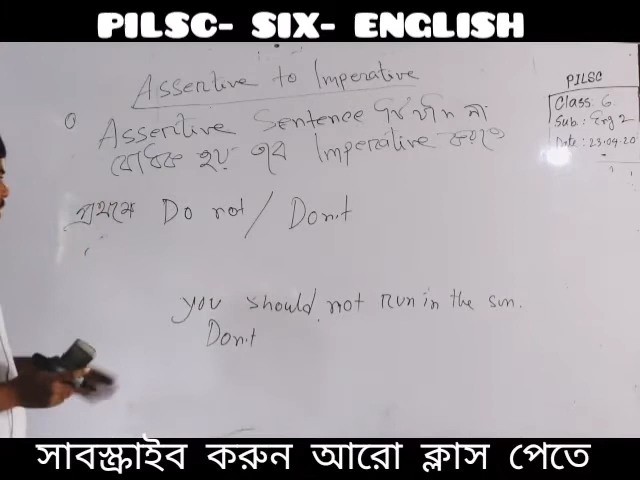 PILSC- SIX- ENGLISH
Assertive to Imperative
PILSC
Class: 6
Sub: Eng 2
Date: 23.04.20
Assertive Sentence যদি না
বোধক হয় তবে Imperative করতে
প্রথমে Do not / Don't
You should not run in the sun.
Don't
সাবস্ক্রাইব করুন আরো ক্লাস পেতে